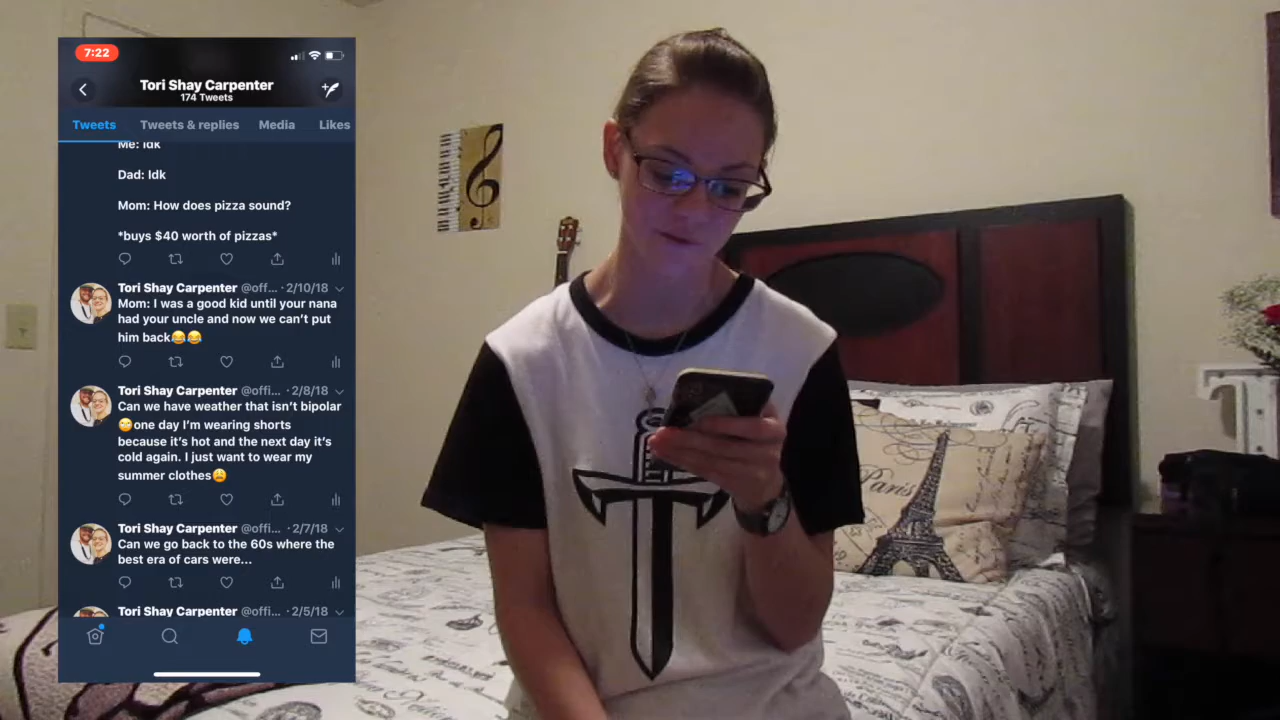 7:22
Tori Shay Carpenter
174 Tweets
Tweets Tweets & replies Media Likes
Me: Idk
Dad: Idk
Mom: How does pizza sound?
*buys $40 worth of pizzas*
Tori Shay Carpenter @off... · 2/10/18
Mom: I was a good kid until your nana
had your uncle and now we can't put
him back😂😂
Tori Shay Carpenter @offi... · 2/8/18
Can we have weather that isn't bipolar
🙄one day I'm wearing shorts
because it's hot and the next day it's
cold again. I just want to wear my
summer clothes😩
Tori Shay Carpenter @offi... · 2/7/18
Can we go back to the 60s where the
best era of cars were...
Tori Shay Carpenter @offi... · 2/5/18
Paris
T